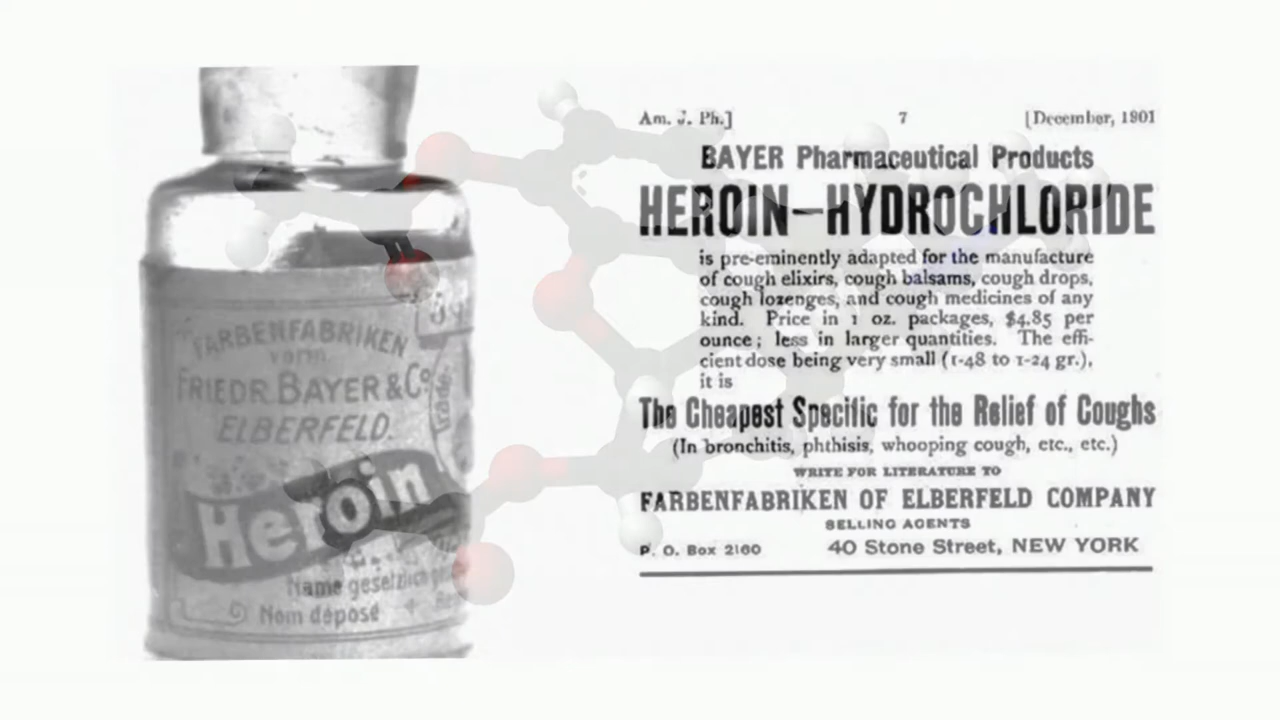 FARBENFABRIKEN
vorm.
FRIEDR. BAYER & Co.
ELBERFELD.
Heroin
Name gesetzlich
Nom déposé
Am. J. Ph.] 7 [December, 1901
BAYER Pharmaceutical Products
HEROIN—HYDROCHLORIDE
is pre-eminently adapted for the manufacture
of cough elixirs, cough balsams, cough drops,
cough lozenges, and cough medicines of any
kind. Price in 1 oz. packages, $4.85 per
ounce; less in larger quantities. The effi-
cient dose being very small (1-48 to 1-24 gr.),
it is
The Cheapest Specific for the Relief of Coughs
(In bronchitis, phthisis, whooping cough, etc., etc.)
WRITE FOR LITERATURE TO
FARBENFABRIKEN OF ELBERFELD COMPANY
SELLING AGENTS
P. O. Box 2160 40 Stone Street, NEW YORK